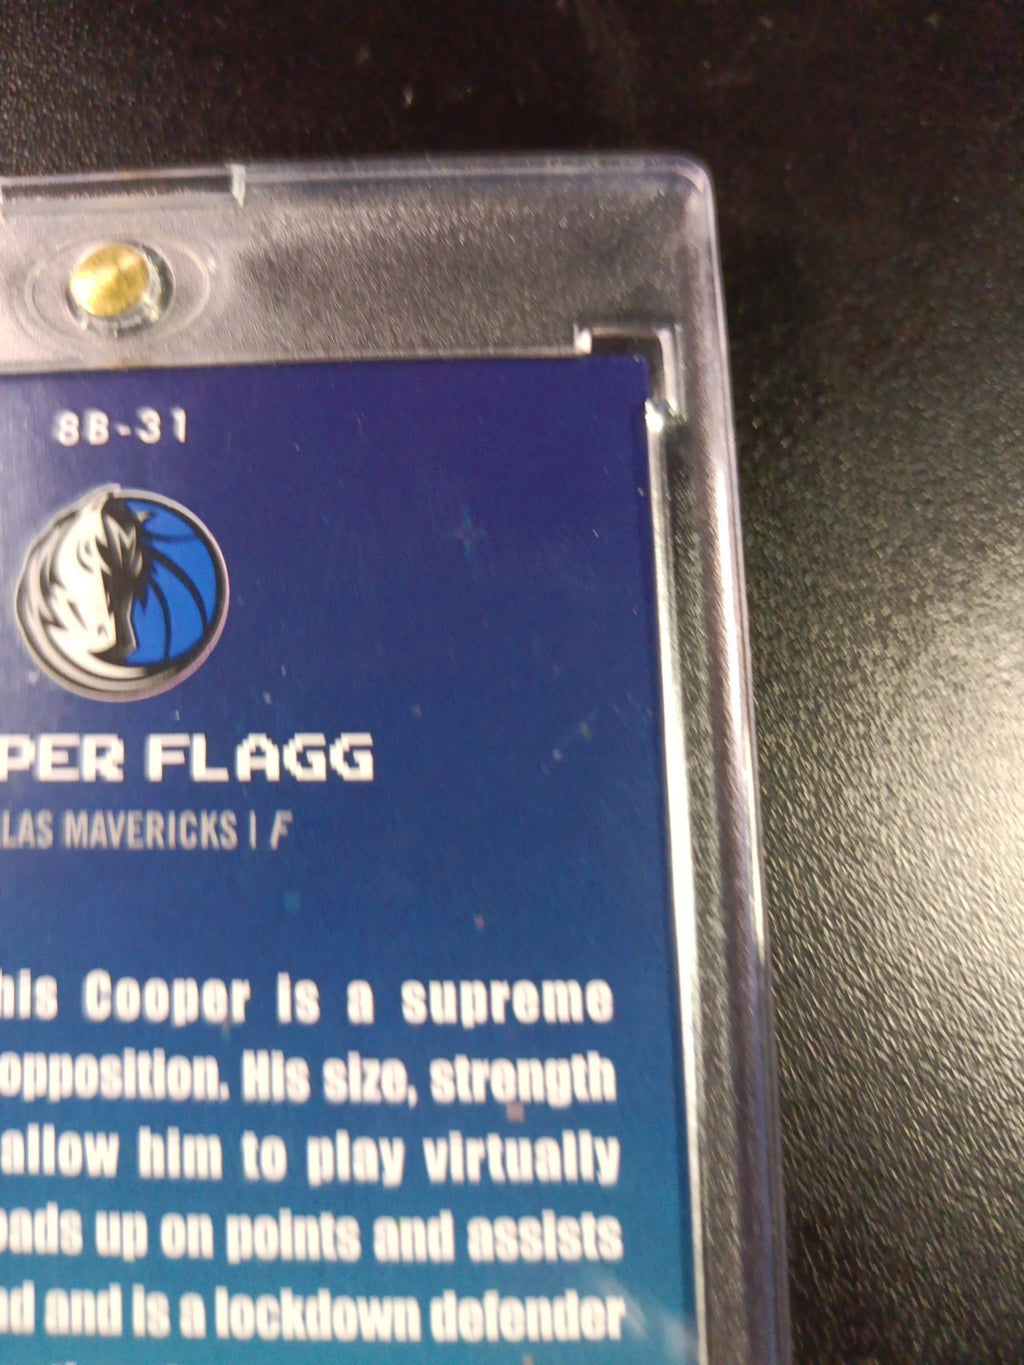 8B-31
PER FLAGG
LAS MAVERICKS | F
his Cooper is a supreme
opposition. His size, strength
allow him to play virtually
oads up on points and assists
nd and is a lockdown defender